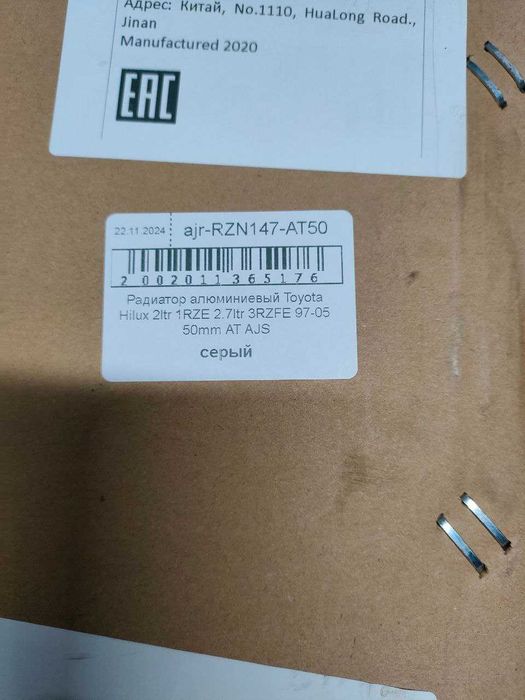 Адрес: Китай, No.1110, HuaLong Road.,
Jinan
Manufactured 2020
EAC
22.11.2024 ajr-RZN147-AT50
2002011365176
Радиатор алюминиевый Toyota
Hilux 2ltr 1RZE 2.7ltr 3RZFE 97-05
50mm AT AJS
серый